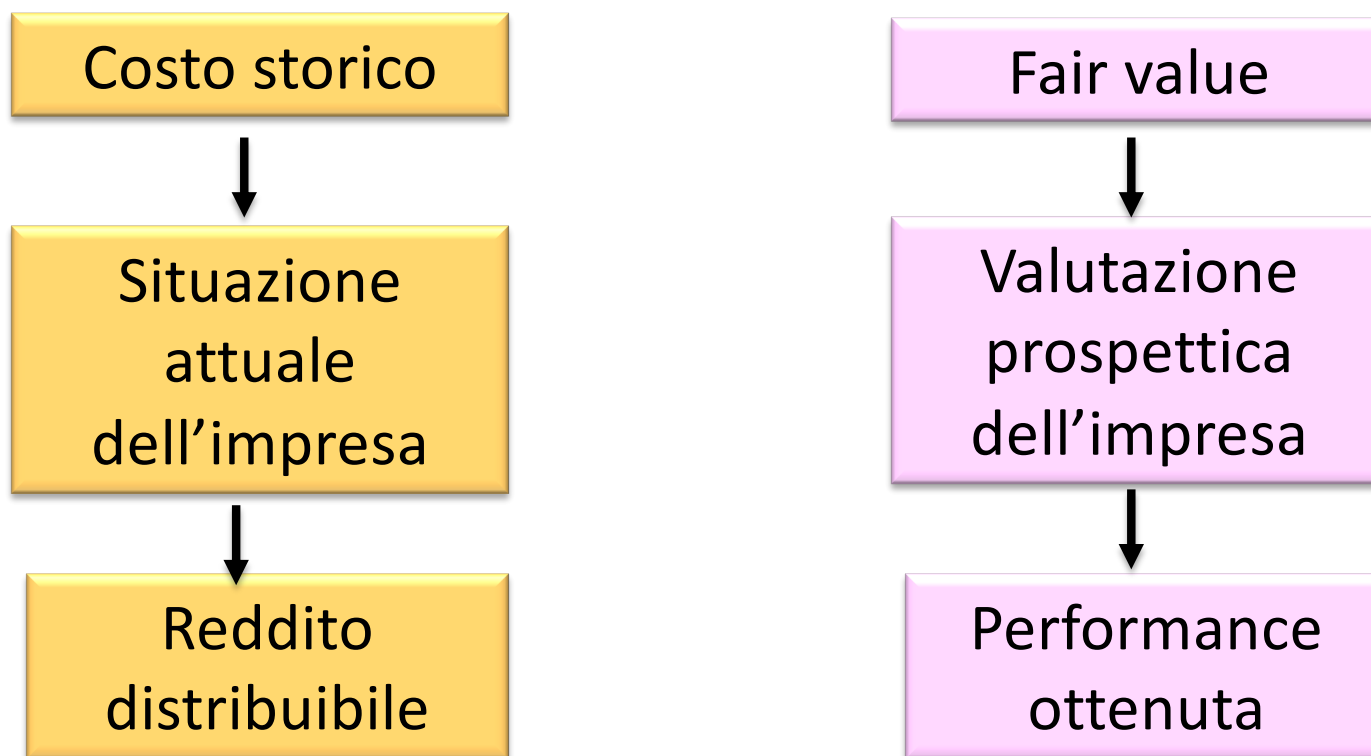 Costo storico
Situazione
attuale
dell’impresa
Reddito
distribuibile
Fair value
Valutazione
prospettica
dell’impresa
Performance
ottenuta